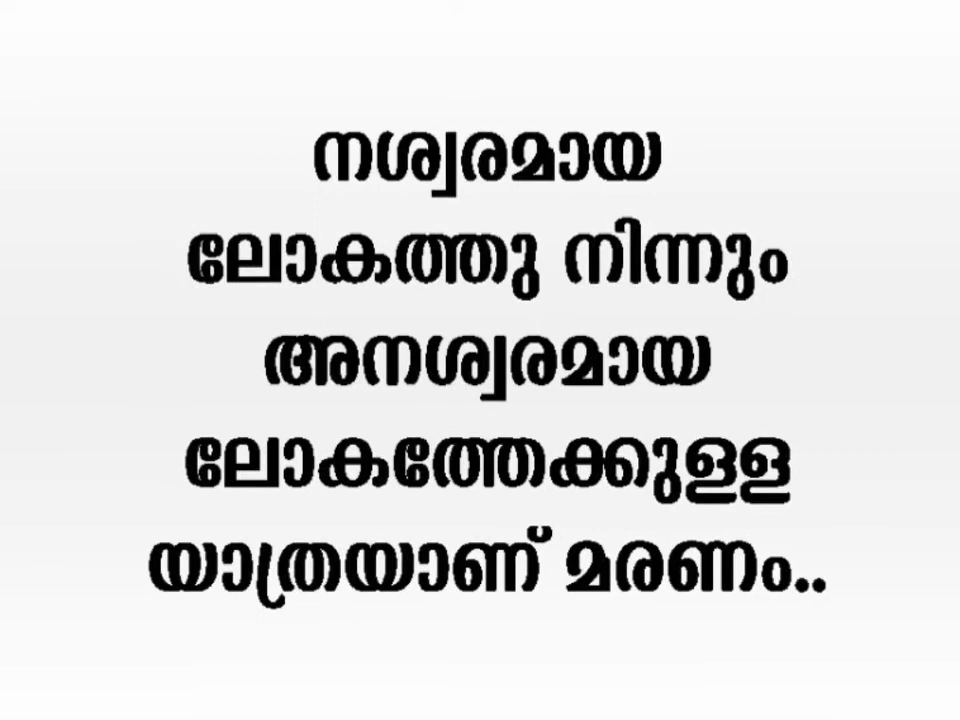 നശ്വരമായ
ലോകത്തു നിന്നും
അനശ്വരമായ
ലോകത്തേക്കുള്ള
യാത്രയാണ് മരണം..